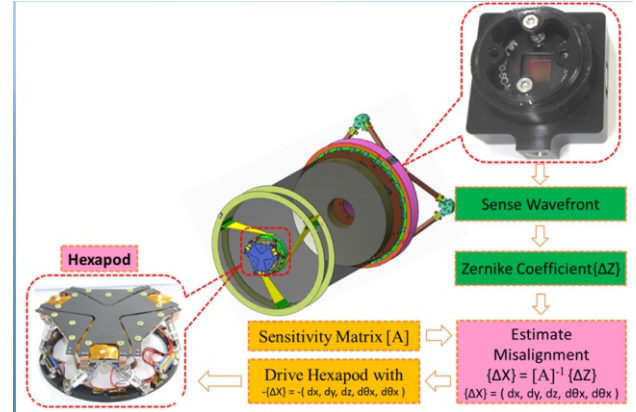 Sense Wavefront
Zernike Coefficient{ΔZ}
Hexapod
Sensitivity Matrix [A]
Estimate
Misalignment
{ΔX} = [A]⁻¹ {ΔZ}
{ΔX} = ( dx, dy, dz, dθx, dθx )
Drive Hexapod with
-{ΔX} = -( dx, dy, dz, dθx, dθx )